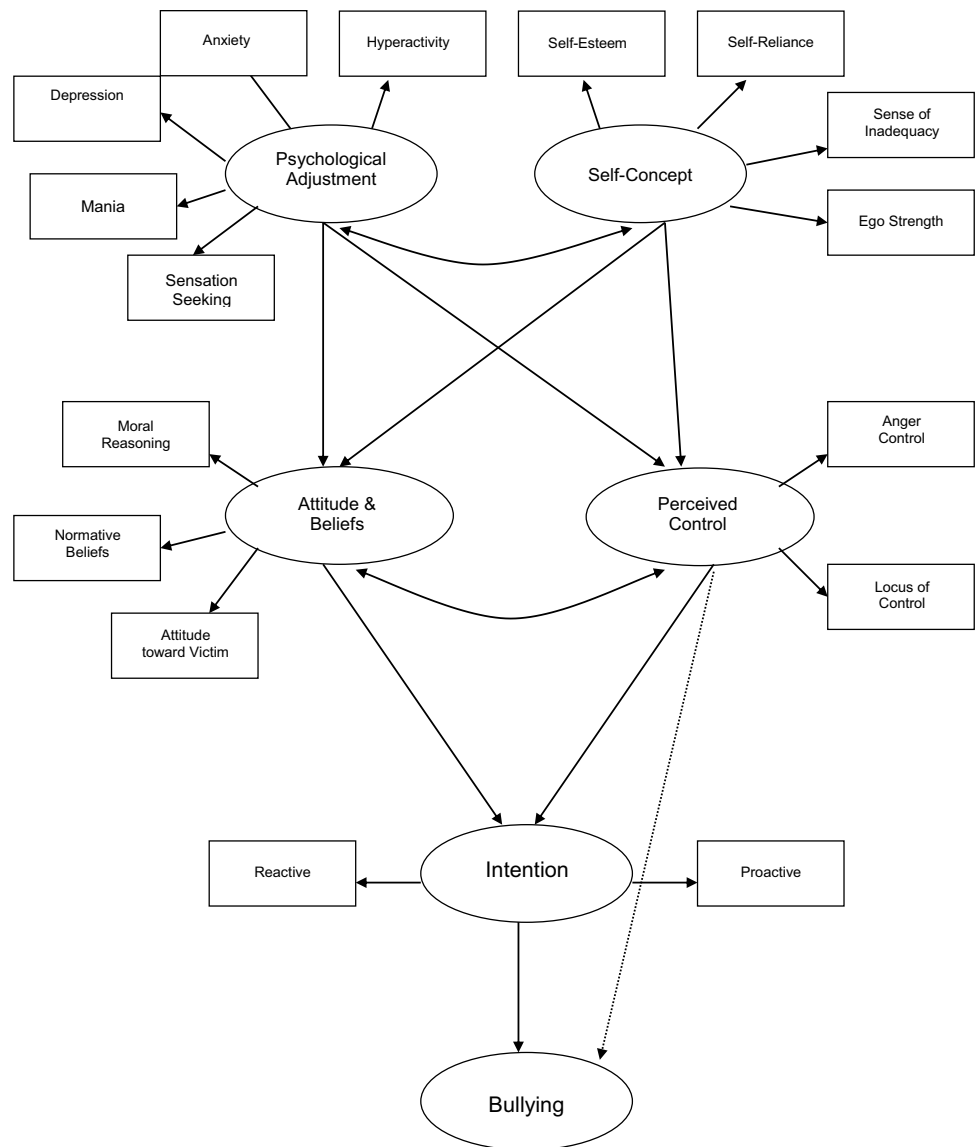 Anxiety
Hyperactivity
Self-Esteem
Self-Reliance
Depression
Sense of
Inadequacy
Psychological
Adjustment
Self-Concept
Mania
Ego Strength
Sensation
Seeking
Moral
Reasoning
Anger
Control
Attitude &
Beliefs
Perceived
Control
Normative
Beliefs
Locus of
Control
Attitude
toward Victim
Reactive
Intention
Proactive
Bullying